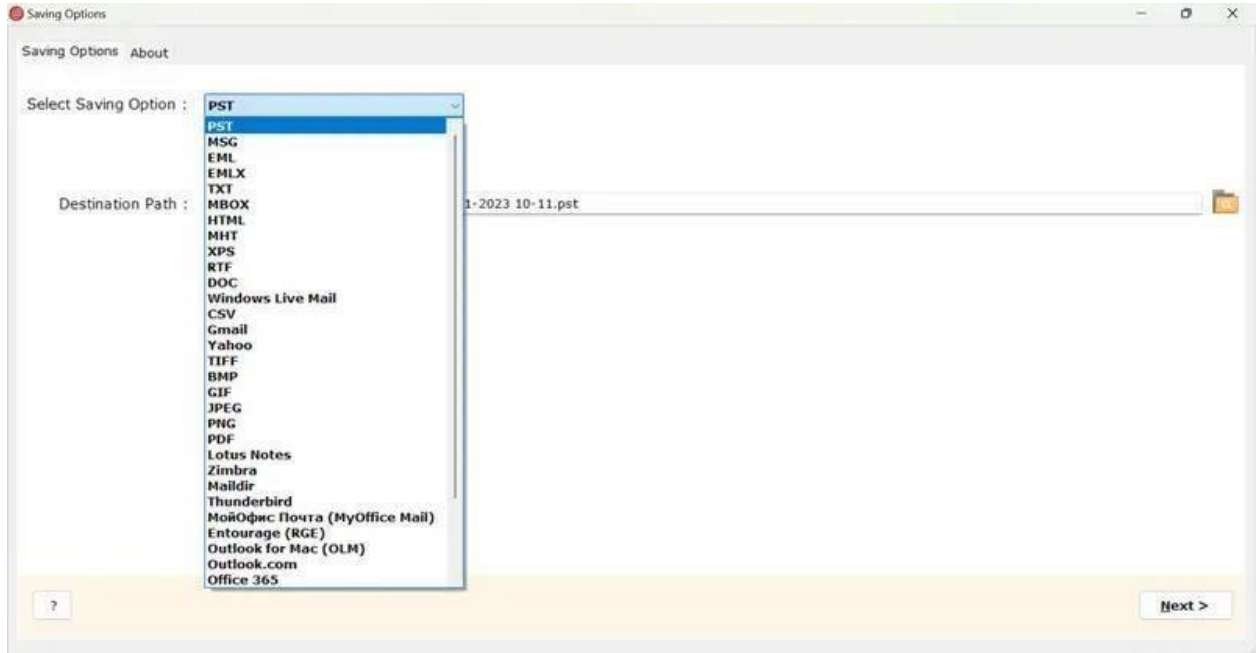 Saving Options
Saving Options About
Select Saving Option : PST
PST
MSG
EML
EMLX
TXT
Destination Path : MBOX 1-2023 10-11.pst
HTML
MHT
XPS
RTF
DOC
Windows Live Mail
CSV
Gmail
Yahoo
TIFF
BMP
GIF
JPEG
PNG
PDF
Lotus Notes
Zimbra
Maildir
Thunderbird
МойОфис Почта (MyOffice Mail)
Entourage (RGE)
Outlook for Mac (OLM)
Outlook.com
Office 365
? Next >